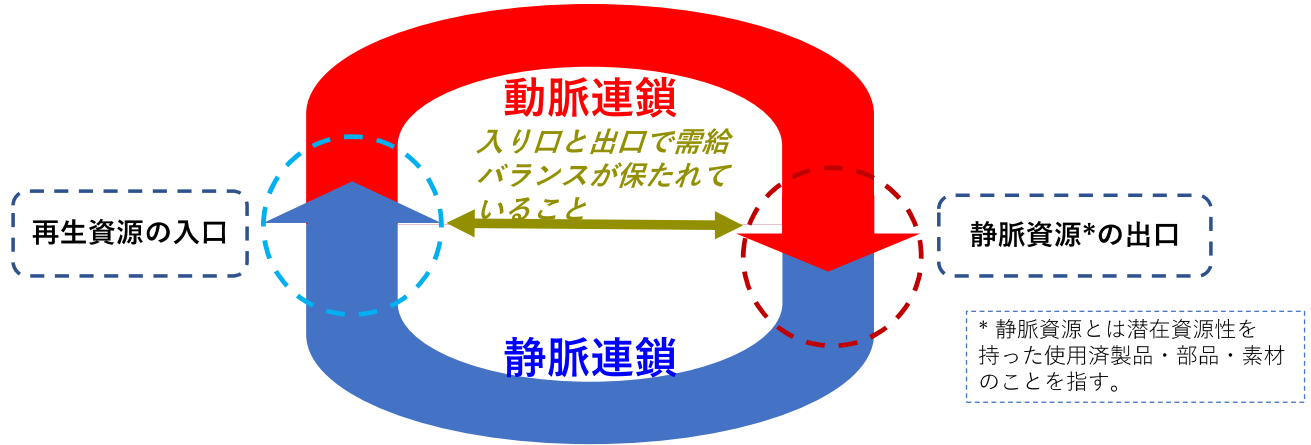 動脈連鎖
入り口と出口で需給
バランスが保たれて
いること
再生資源の入口
静脈資源*の出口
静脈連鎖
* 静脈資源とは潜在資源性を
持った使用済製品・部品・素材
のことを指す。